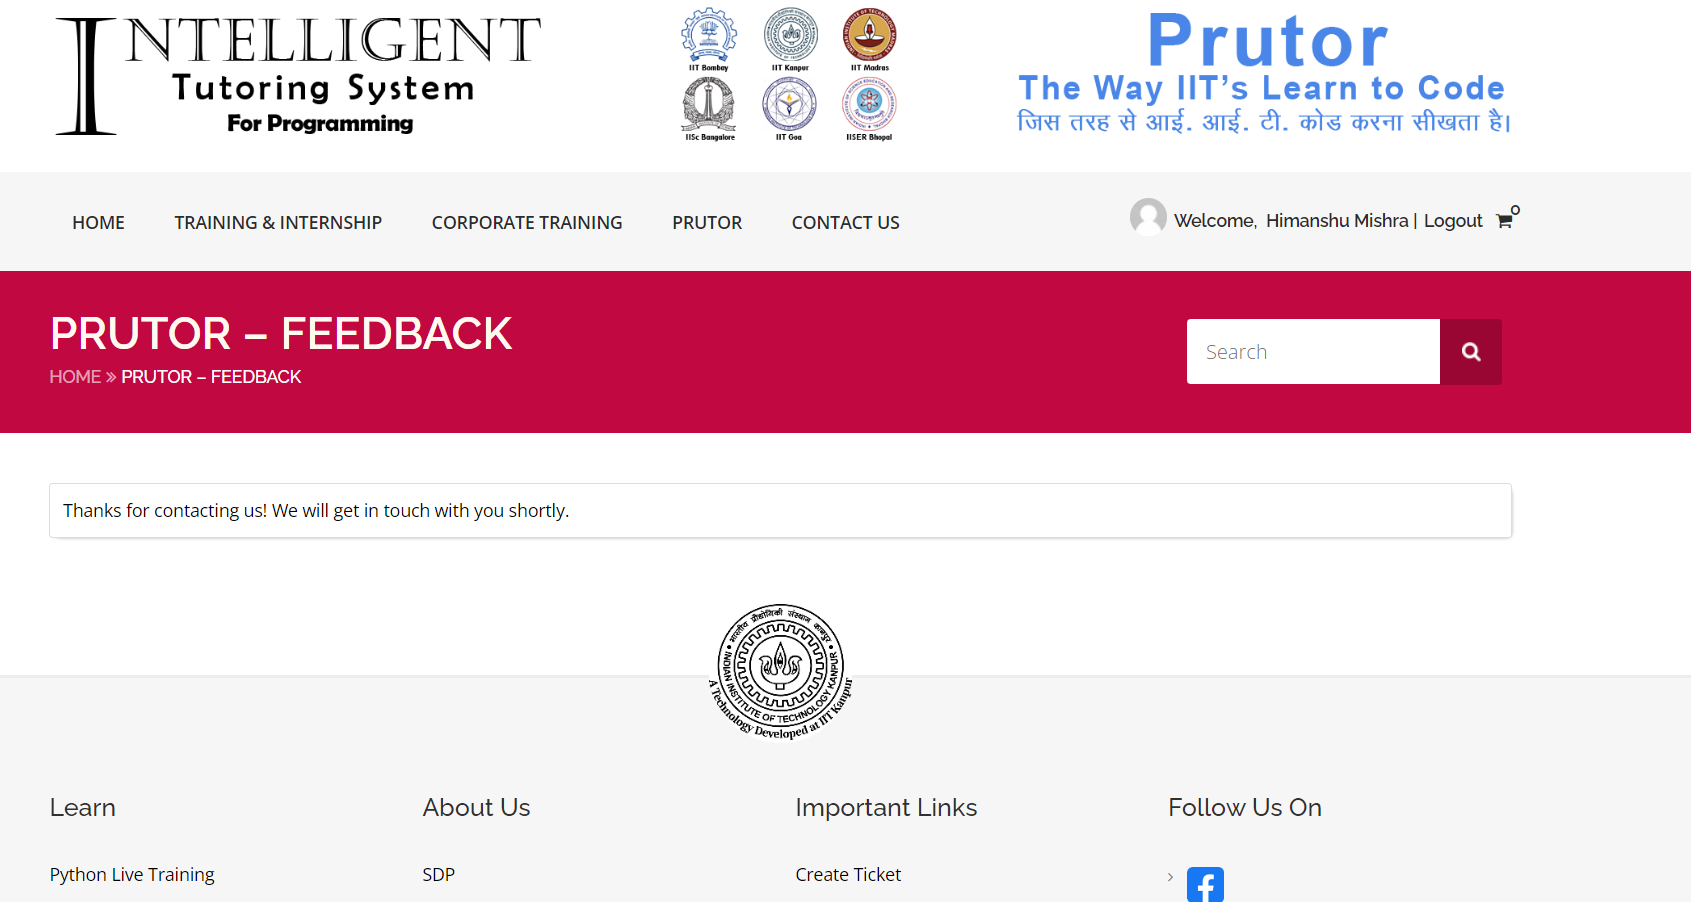 INTELLIGENT
Tutoring System
For Programming
IIT Bombay
IIT Kanpur
IIT Madras
IISc Bangalore
IIT Goa
IISER Bhopal
Prutor
The Way IIT's Learn to Code
जिस तरह से आई. आई. टी. कोड करना सीखता है।
HOME
TRAINING & INTERNSHIP
CORPORATE TRAINING
PRUTOR
CONTACT US
Welcome, Himanshu Mishra | Logout
0
PRUTOR – FEEDBACK
HOME » PRUTOR – FEEDBACK
Search
Thanks for contacting us! We will get in touch with you shortly.
भारतीय प्रौद्योगिकी संस्थान कानपुर
INDIAN INSTITUTE OF TECHNOLOGY KANPUR
A Technology Developed at IIT Kanpur
Learn
About Us
Important Links
Follow Us On
Python Live Training
SDP
Create Ticket